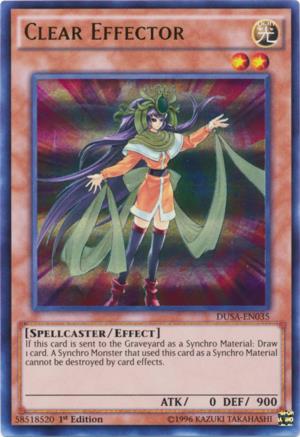 CLEAR EFFECTOR
LIGHT
光
DUSA-EN035
[SPELLCASTER/EFFECT]
If this card is sent to the Graveyard as a Synchro Material: Draw
1 card. A Synchro Monster that used this card as a Synchro Material
cannot be destroyed by card effects.
ATK/ 0 DEF/ 900
58518520 1st Edition ©1996 KAZUKI TAKAHASHI